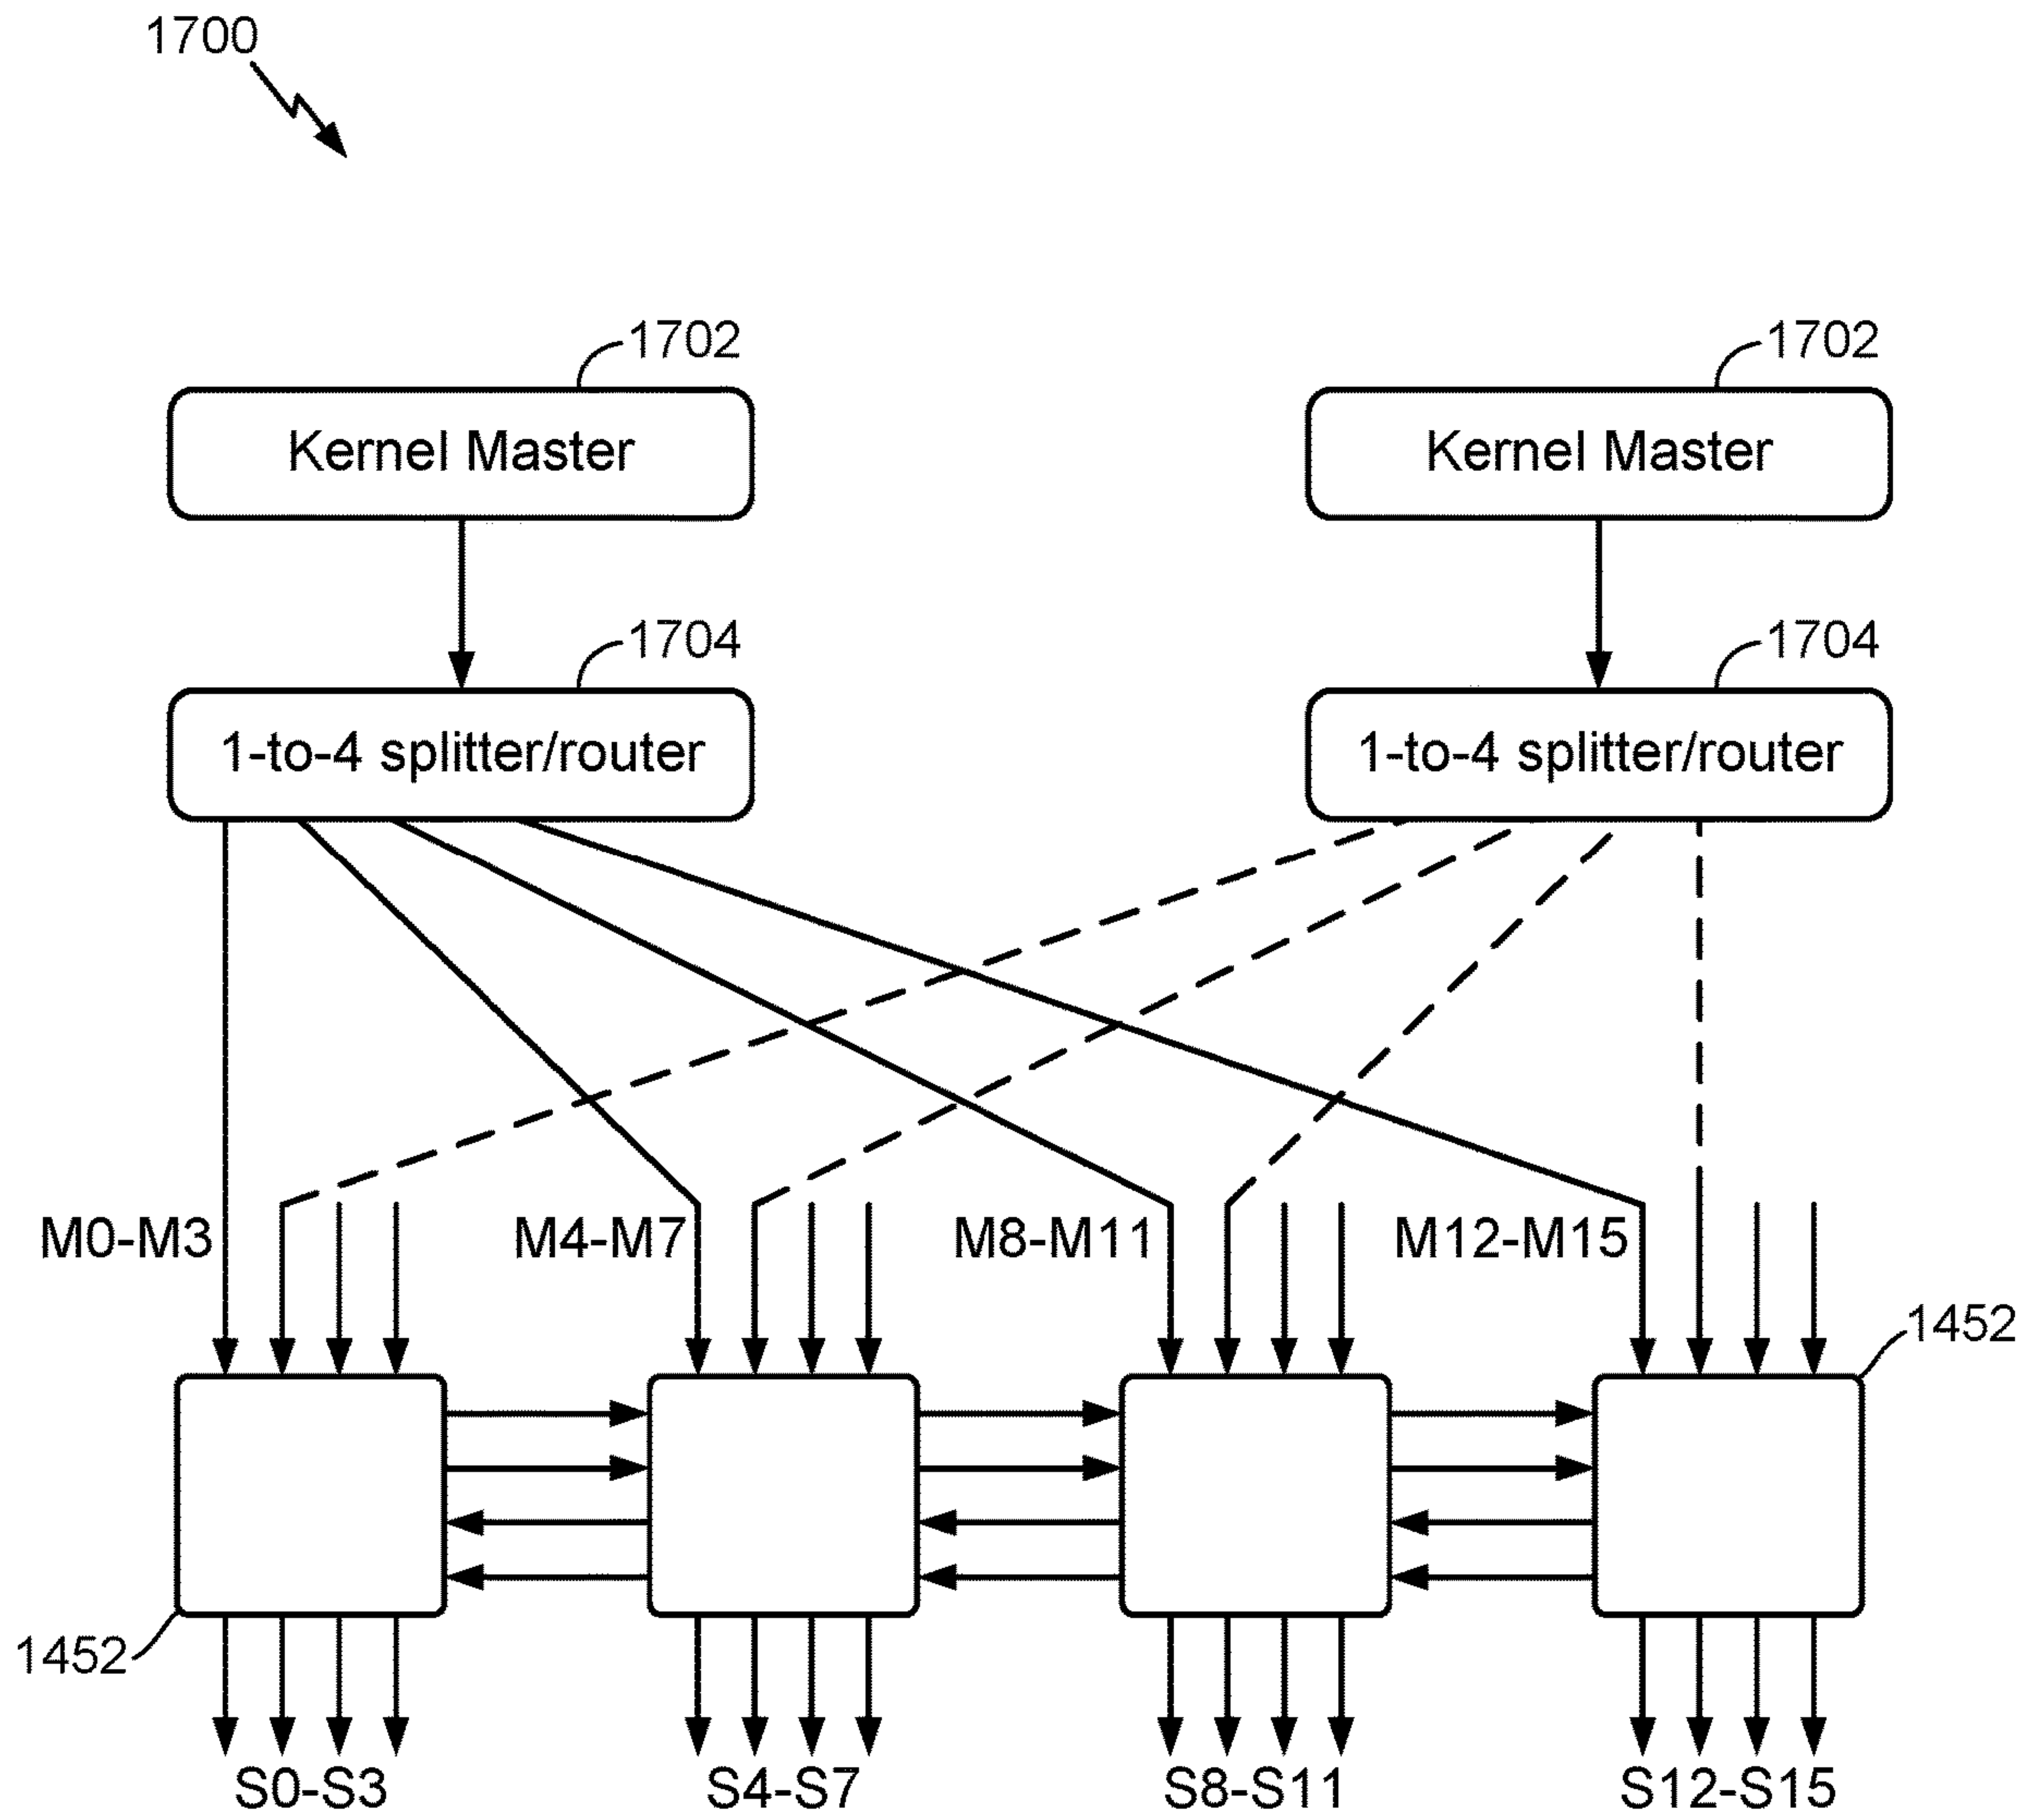 1700
1702
1702
Kernel Master
Kernel Master
1704
1704
1-to-4 splitter/router
1-to-4 splitter/router
M0-M3
M4-M7
M8-M11
M12-M15
1452
1452
S0-S3
S4-S7
S8-S11
S12-S15